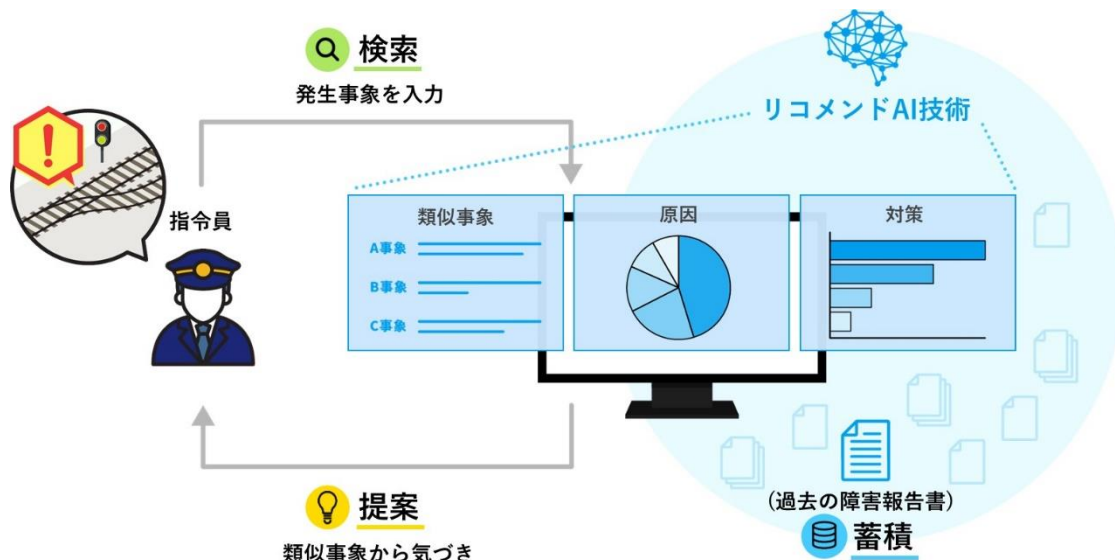 検索
発生事象を入力
リコメンドAI技術
指令員
類似事象
A事象
B事象
C事象
原因
対策
(過去の障害報告書)
蓄積
提案
類似事象から気づき